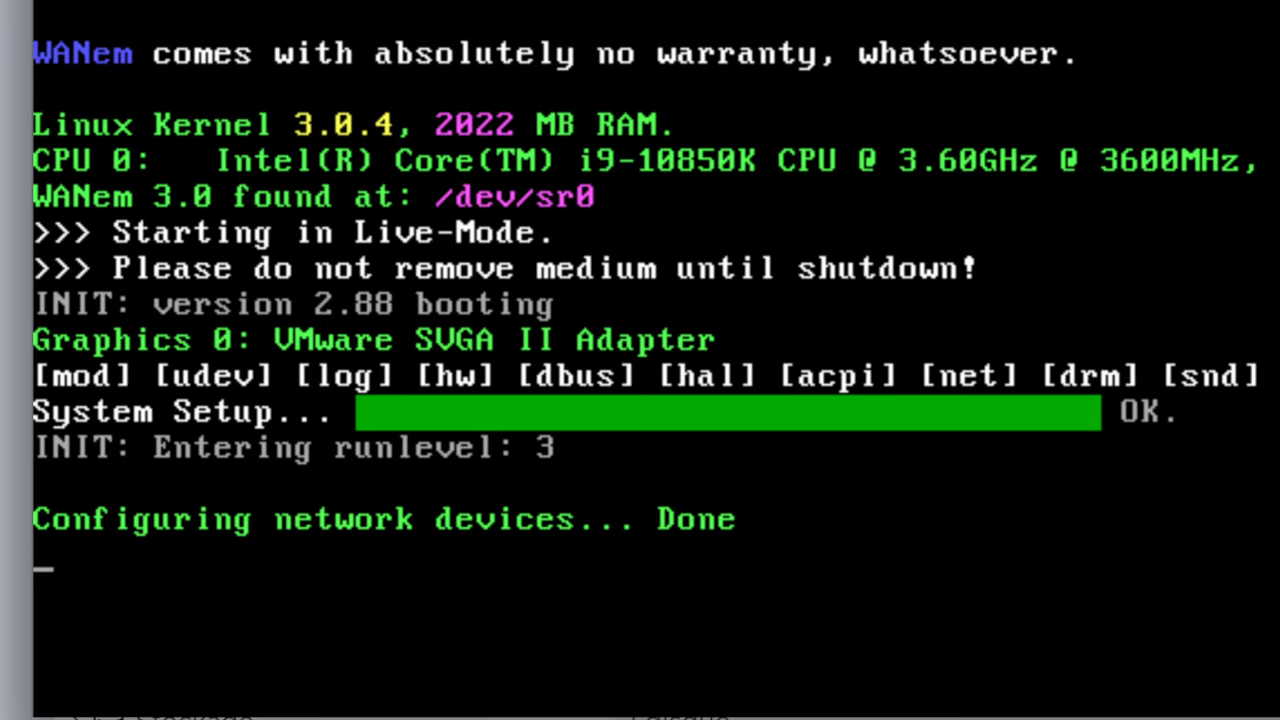 WANem comes with absolutely no warranty, whatsoever.
Linux Kernel 3.0.4, 2022 MB RAM.
CPU 0:   Intel(R) Core(TM) i9-10850K CPU @ 3.60GHz @ 3600MHz,
WANem 3.0 found at: /dev/sr0
>>> Starting in Live-Mode.
>>> Please do not remove medium until shutdown!
INIT: version 2.88 booting
Graphics 0: VMware SVGA II Adapter
[mod] [udev] [log] [hw] [dbus] [hal] [acpi] [net] [drm] [snd]
System Setup... OK.
INIT: Entering runlevel: 3
Configuring network devices... Done
_